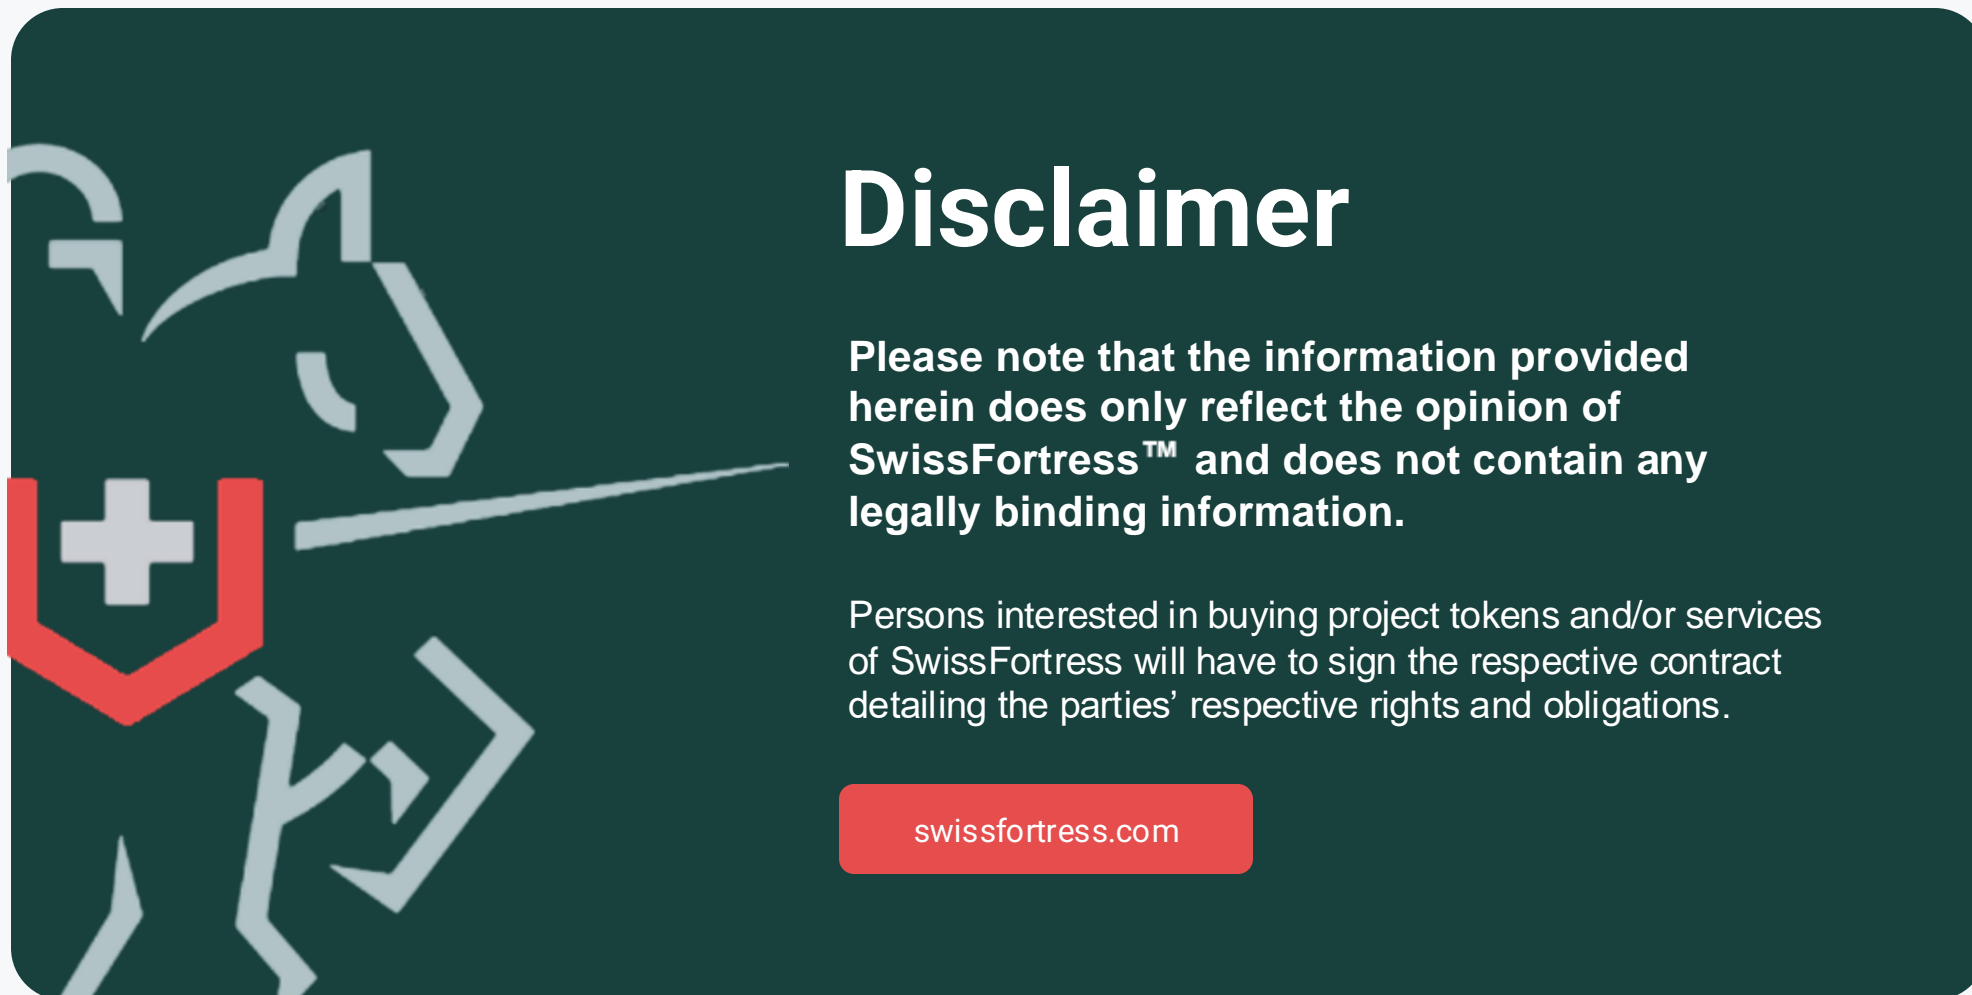 Disclaimer
Please note that the information provided
herein does only reflect the opinion of
SwissFortress™ and does not contain any
legally binding information.
Persons interested in buying project tokens and/or services
of SwissFortress will have to sign the respective contract
detailing the parties’ respective rights and obligations.
swissfortress.com